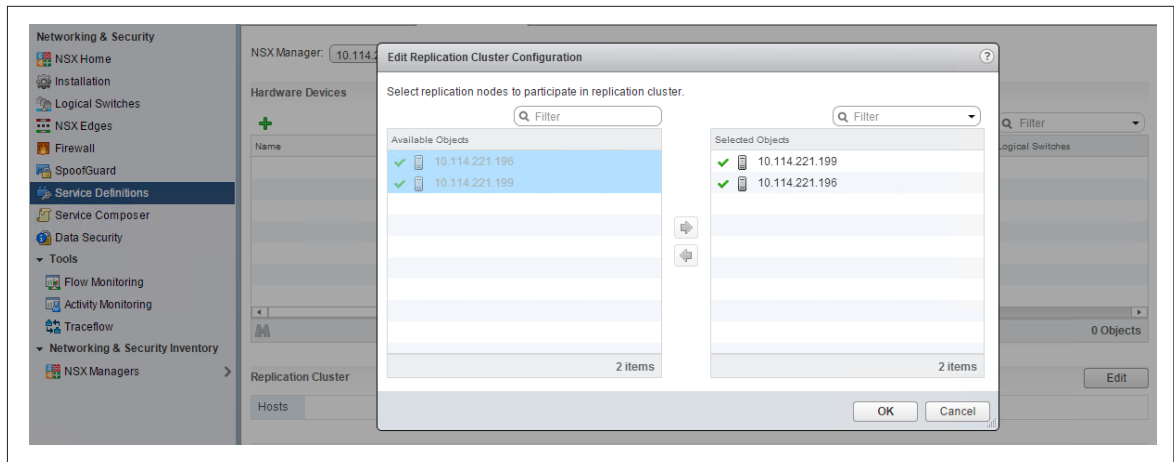 Networking & Security
NSX Home
Installation
Logical Switches
NSX Edges
Firewall
SpoofGuard
Service Definitions
Service Composer
Data Security
Tools
Flow Monitoring
Activity Monitoring
Traceflow
Networking & Security Inventory
NSX Managers
NSX Manager: 10.114.2
Hardware Devices
Name
Filter
Logical Switches
0 Objects
Replication Cluster
Edit
Hosts
Edit Replication Cluster Configuration
?
Select replication nodes to participate in replication cluster.
Filter
Available Objects
10.114.221.196
10.114.221.199
2 items
Filter
Selected Objects
10.114.221.199
10.114.221.196
2 items
OK Cancel